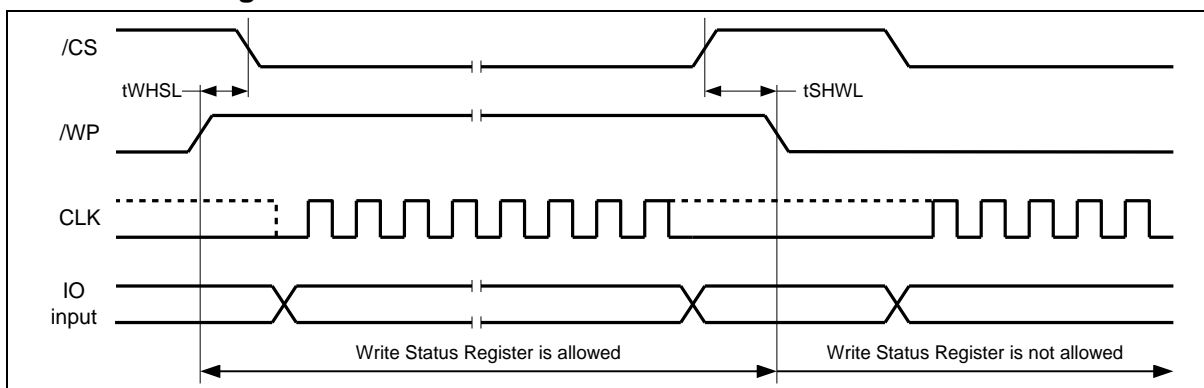 /CS
tWHSL
tSHWL
/WP
CLK
IO
input
Write Status Register is allowed
Write Status Register is not allowed